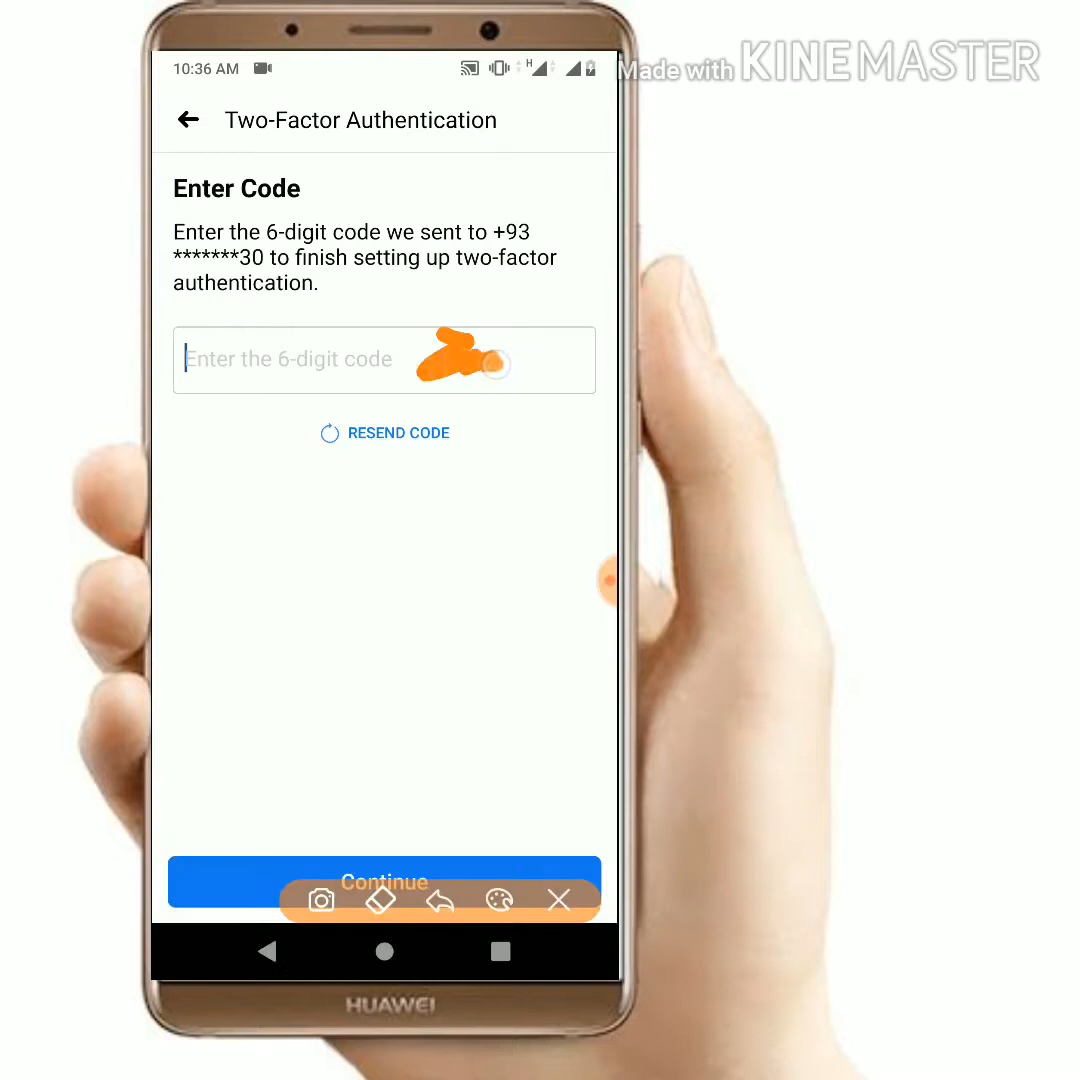 10:36 AM
H
Made with KINEMASTER
Two-Factor Authentication
Enter Code
Enter the 6-digit code we sent to +93
*******30 to finish setting up two-factor
authentication.
Enter the 6-digit code
RESEND CODE
Continue
HUAWEI